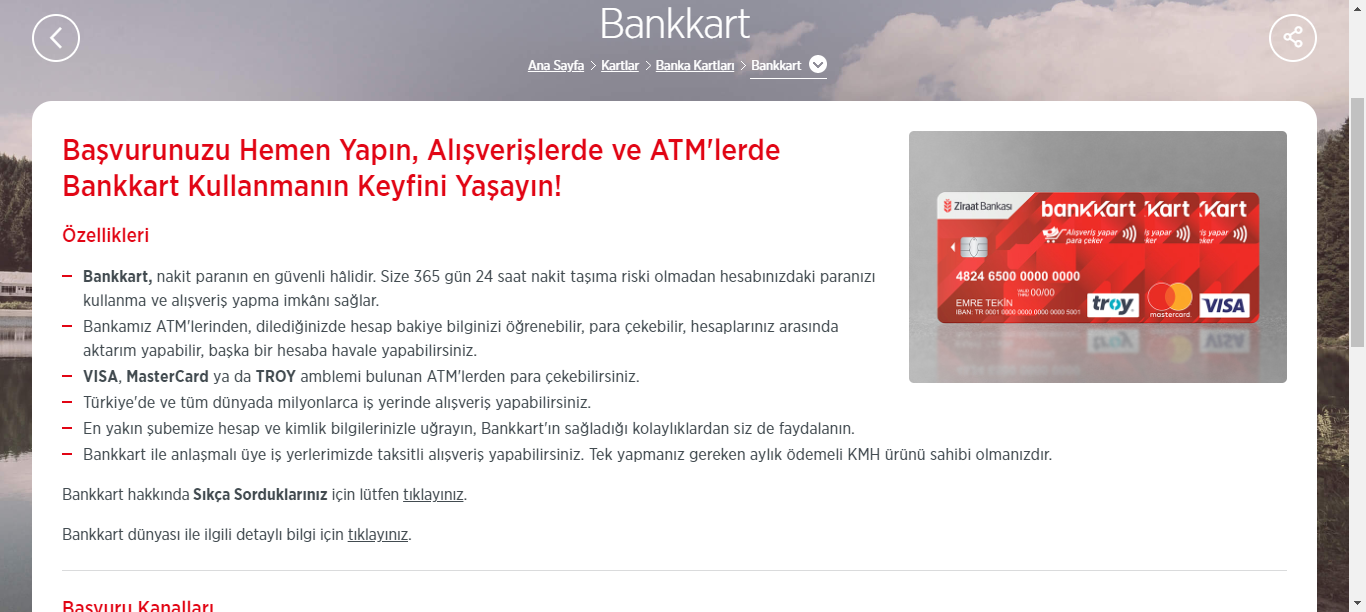 Bankkart
Ana Sayfa > Kartlar > Banka Kartları > Bankkart
Başvurunuzu Hemen Yapın, Alışverişlerde ve ATM'lerde
Bankkart Kullanmanın Keyfini Yaşayın!
Özellikleri
Bankkart, nakit paranın en güvenli hâlidir. Size 365 gün 24 saat nakit taşıma riski olmadan hesabınızdaki paranızı
kullanma ve alışveriş yapma imkânı sağlar.
Bankamız ATM'lerinden, dilediğinizde hesap bakiye bilginizi öğrenebilir, para çekebilir, hesaplarınız arasında
aktarım yapabilir, başka bir hesaba havale yapabilirsiniz.
VISA, MasterCard ya da TROY amblemi bulunan ATM'lerden para çekebilirsiniz.
Türkiye'de ve tüm dünyada milyonlarca iş yerinde alışveriş yapabilirsiniz.
En yakın şubemize hesap ve kimlik bilgilerinizle uğrayın, Bankkart'ın sağladığı kolaylıklardan siz de faydalanın.
Bankkart ile anlaşmalı üye iş yerlerimizde taksitli alışveriş yapabilirsiniz. Tek yapmanız gereken aylık ödemeli KMH ürünü sahibi olmanızdır.
Bankkart hakkında Sıkça Sorduklarınız için lütfen tıklayınız.
Bankkart dünyası ile ilgili detaylı bilgi için tıklayınız.
Başvuru Kanalları
Ziraat Bankası bankkart kart kart
Alışveriş yapar ş yapar ış yapar
para çeker eker eker
4824 6500 0000 0000
VALID THRU 00/00
EMRE TEKİN
IBAN: TR 0001 0000 0000 0000 0000 5001
troy mastercard VISA